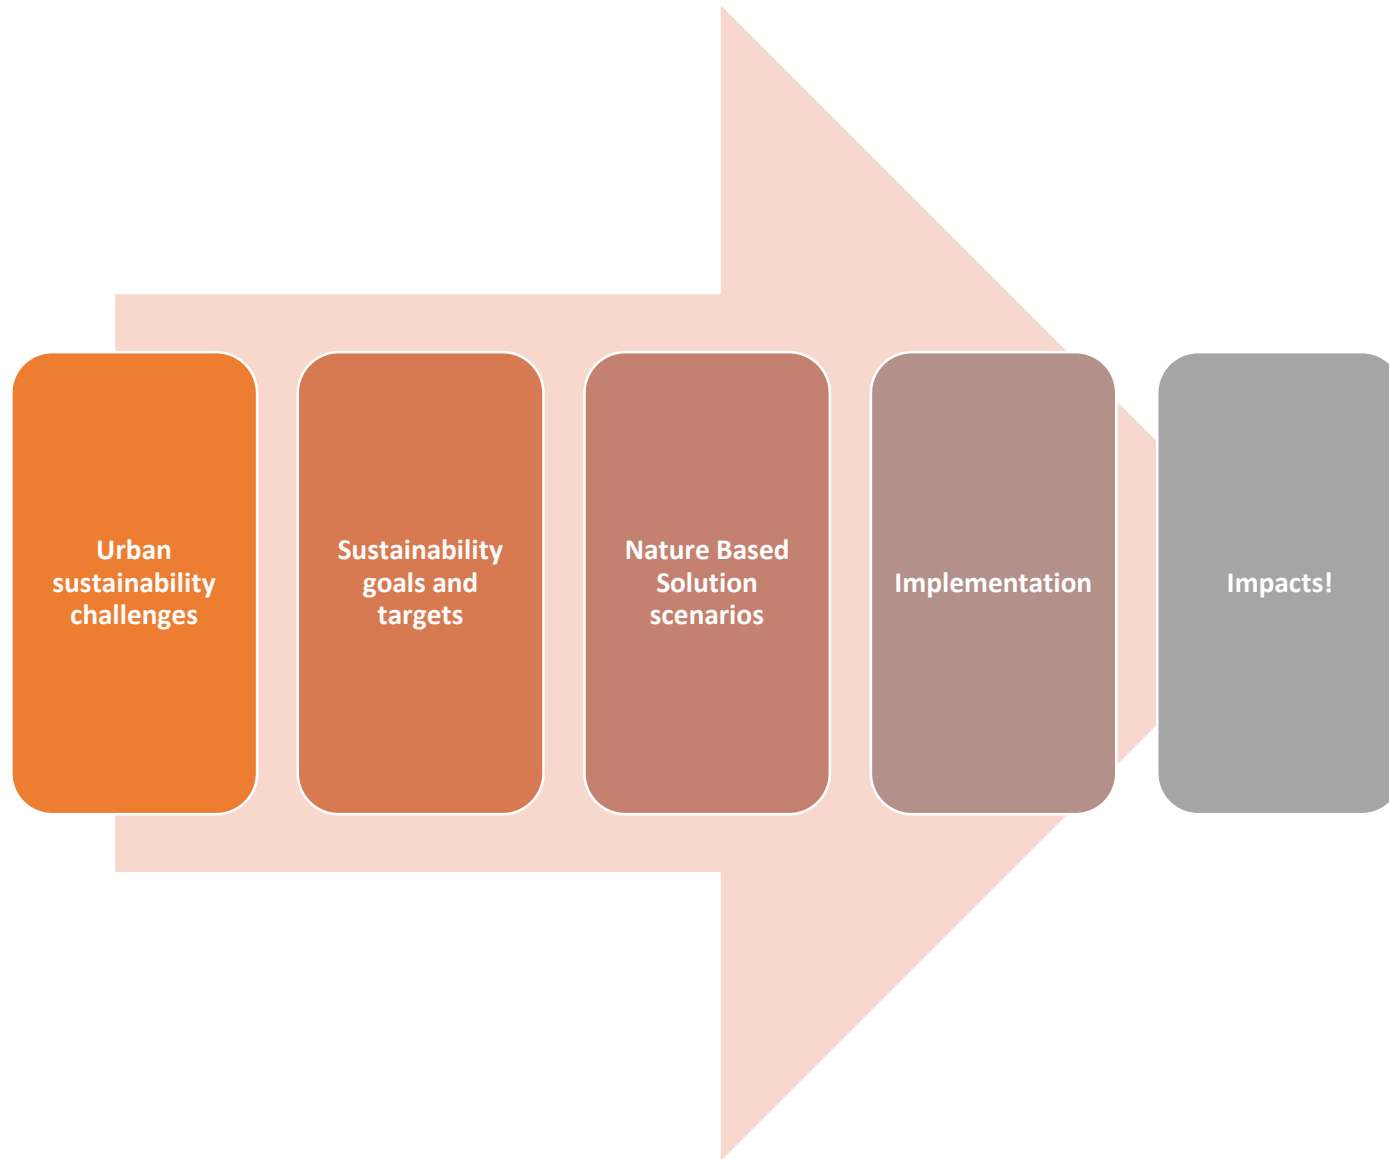 Urban
sustainability
challenges
Sustainability
goals and
targets
Nature Based
Solution
scenarios
Implementation
Impacts!